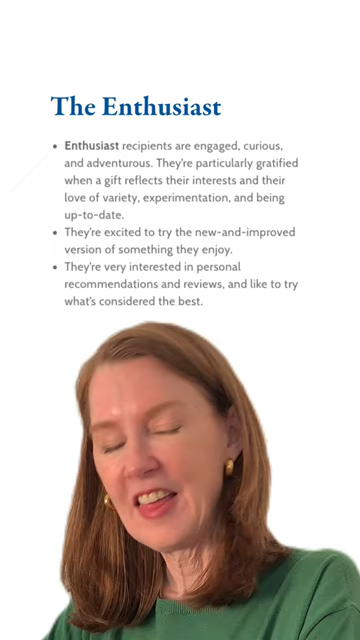 The Enthusiast
• Enthusiast recipients are engaged, curious,
and adventurous. They're particularly gratified
when a gift reflects their interests and their
love of variety, experimentation, and being
up-to-date.
• They're excited to try the new-and-improved
version of something they enjoy.
• They're very interested in personal
recommendations and reviews, and like to try
what's considered the best.